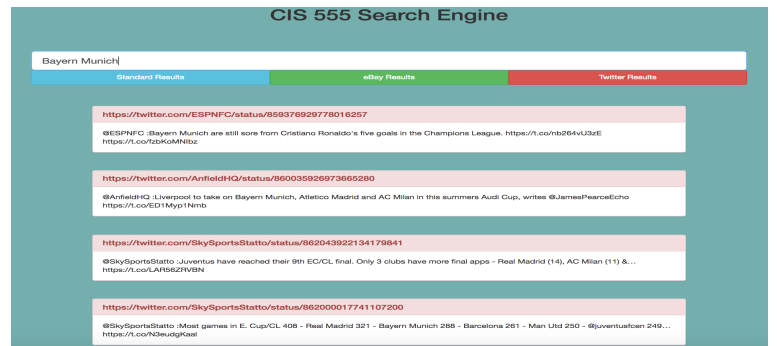 CIS 555 Search Engine
Bayern Munich
Standard Results
eBay Results
Twitter Results
https://twitter.com/ESPNFC/status/859376929778016257
@ESPNFC :Bayern Munich are still sore from Cristiano Ronaldo's five goals in the Champions League. https://t.co/nb264vU3zE
https://t.co/fzbKoMNlbz
https://twitter.com/AnfieldHQ/status/860035926973665280
@AnfieldHQ :Liverpool to take on Bayern Munich, Atletico Madrid and AC Milan in this summers Audi Cup, writes @JamesPearceEcho
https://t.co/ED1Myp1Nmb
https://twitter.com/SkySportsStatto/status/862043922134179841
@SkySportsStatto :Juventus have reached their 9th EC/CL final. Only 3 clubs have more final apps - Real Madrid (14), AC Milan (11) &...
https://t.co/LAR56ZRVBN
https://twitter.com/SkySportsStatto/status/862000017741107200
@SkySportsStatto :Most games in E. Cup/CL 408 - Real Madrid 321 - Bayern Munich 288 - Barcelona 261 - Man Utd 250 - @juventusfcen 249...
https://t.co/N3eudgKaal